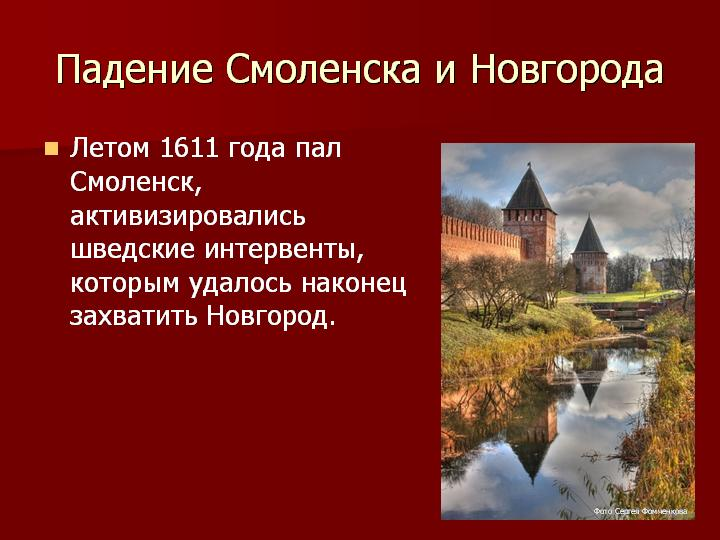 Падение Смоленска и Новгорода
Летом 1611 года пал
Смоленск,
активизировались
шведские интервенты,
которым удалось наконец
захватить Новгород.
Фото Сергея Фомченкова